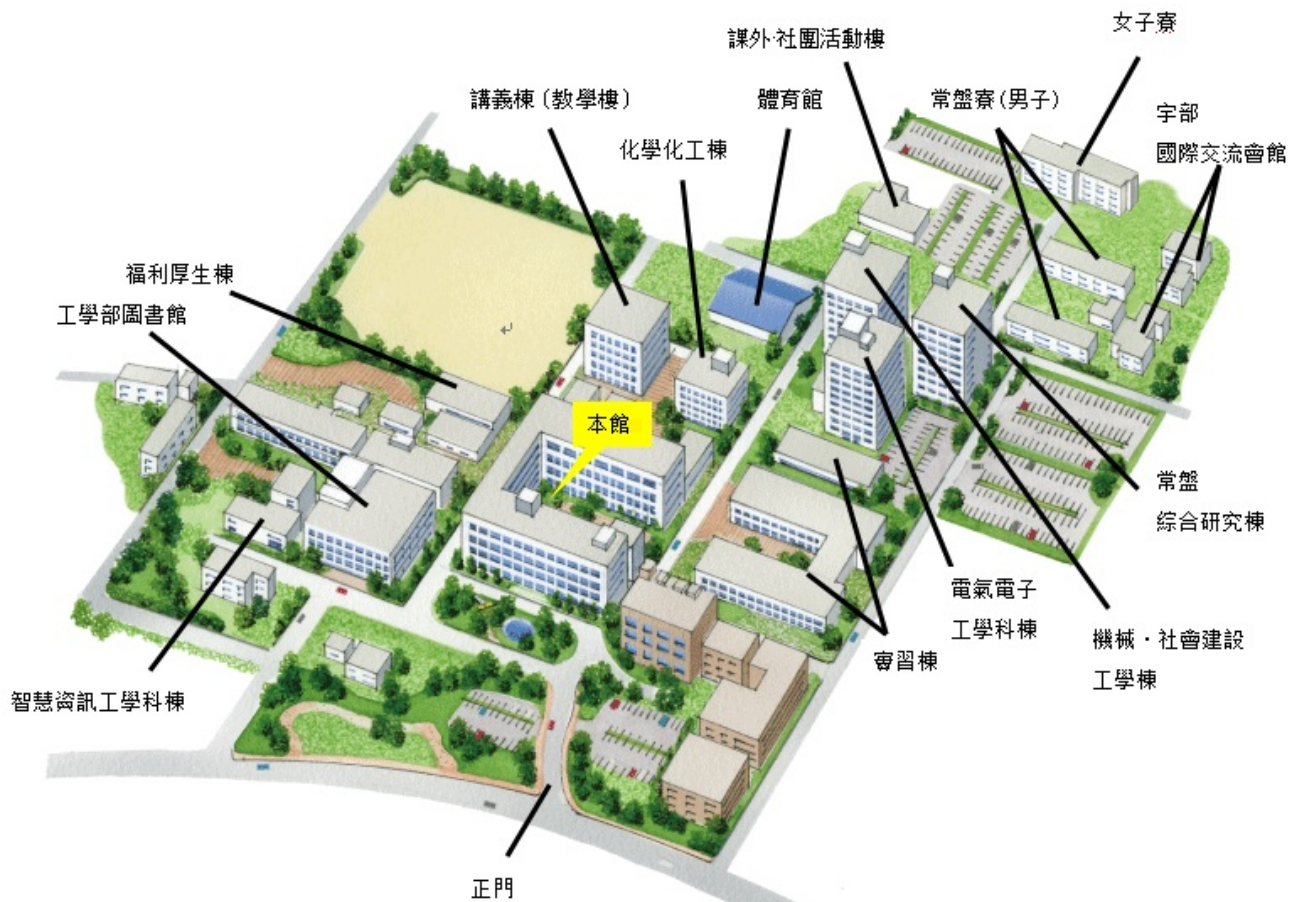 女子寮
課外·社團活動樓
講義棟〔教學樓〕
體育館
常盤寮(男子)
宇部
國際交流會館
化學化工棟
福利厚生棟
工學部圖書館
本館
常盤
綜合研究棟
電氣電子
工學科棟
機械・社會建設
工學棟
實習棟
智慧資訊工學科棟
正門